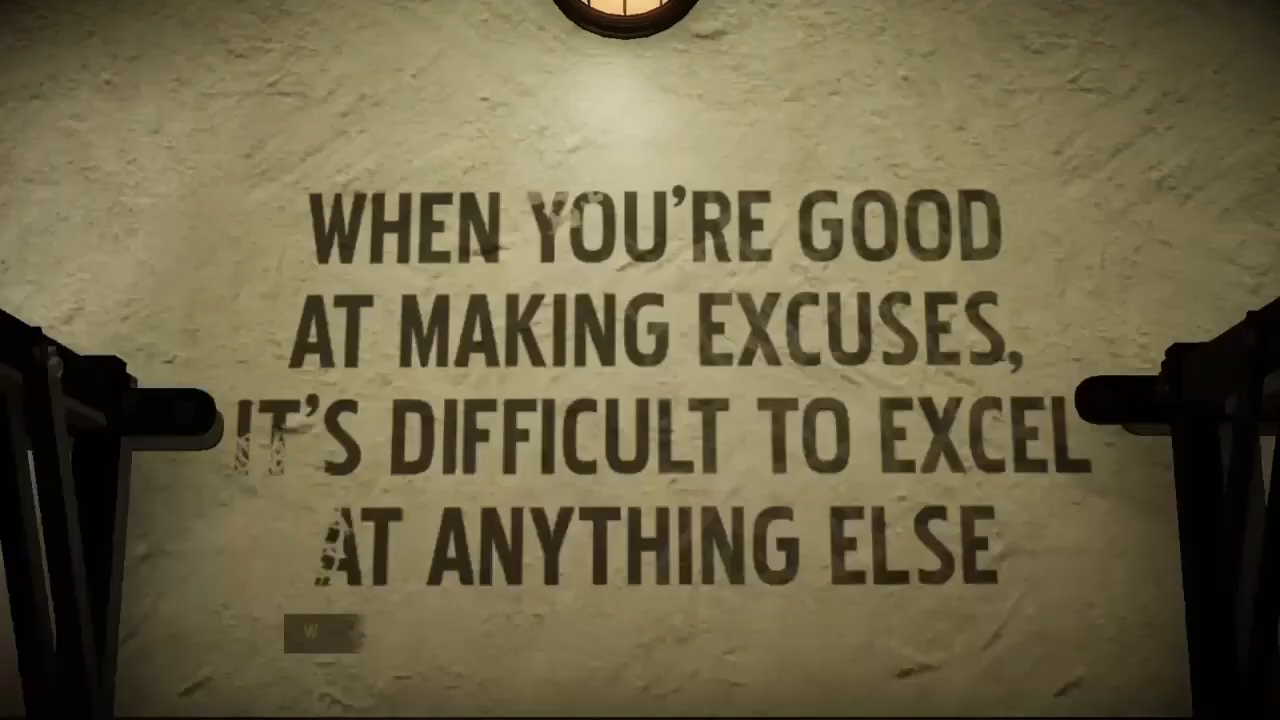 WHEN YOU'RE GOOD
AT MAKING EXCUSES,
IT'S DIFFICULT TO EXCEL
AT ANYTHING ELSE
W